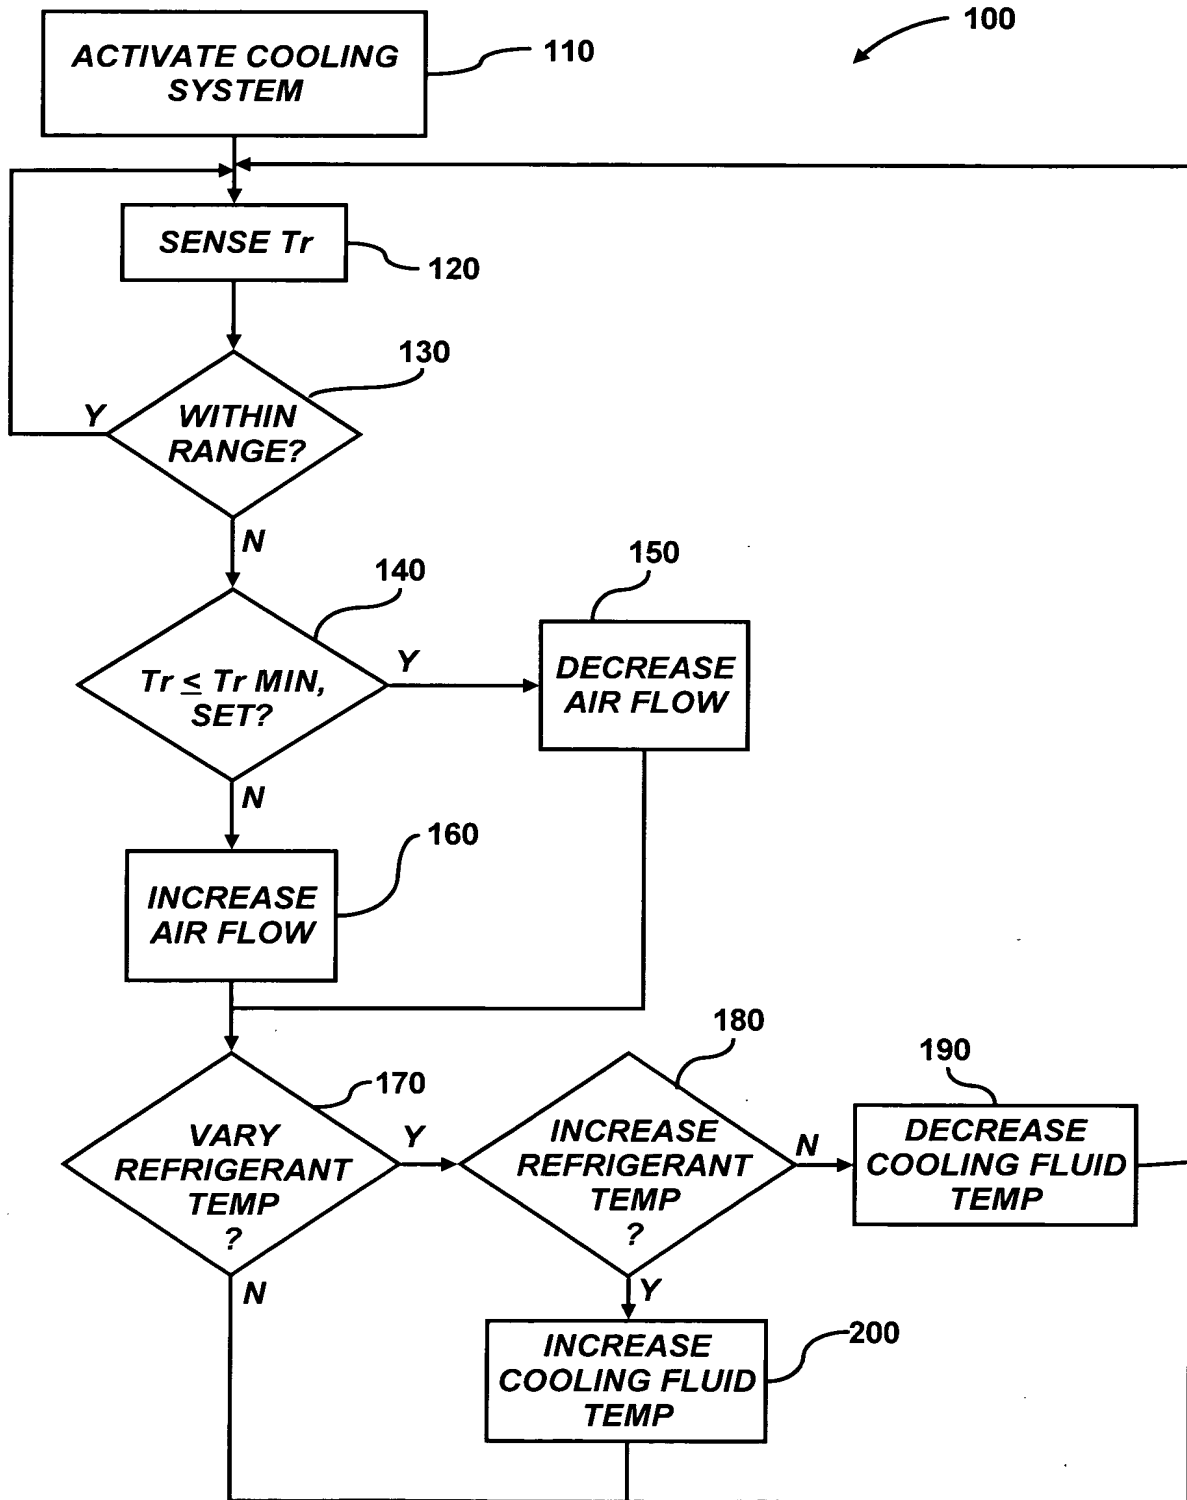 100
ACTIVATE COOLING
SYSTEM
110
SENSE Tr
120
130
Y
WITHIN
RANGE?
N
140
150
Tr ≤ Tr MIN,
SET?
Y
DECREASE
AIR FLOW
N
160
INCREASE
AIR FLOW
170
180
190
VARY
REFRIGERANT
TEMP
?
Y
INCREASE
REFRIGERANT
TEMP
?
N
DECREASE
COOLING FLUID
TEMP
N
Y
200
INCREASE
COOLING FLUID
TEMP